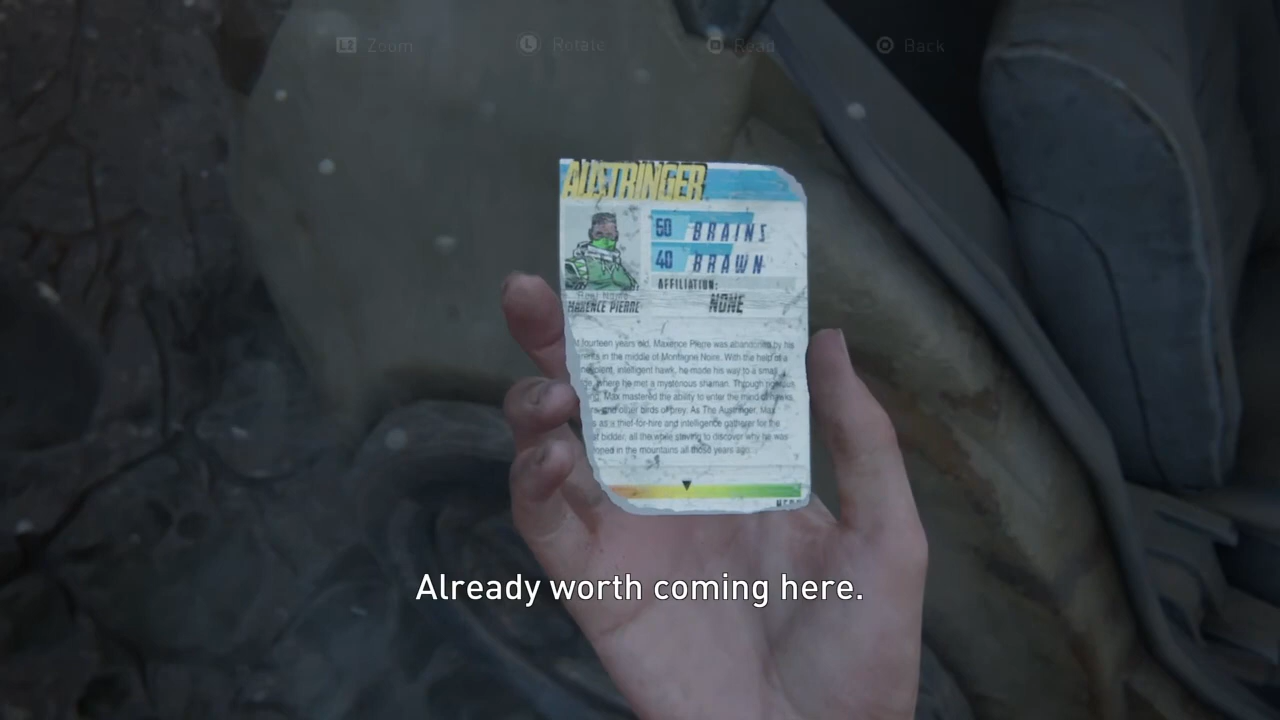 L2 Zoom L Rotate Read Back
AUSTRINGER
50 BRAINS
40 BRAWN
AFFILIATION:
Real Name:
MAXENCE PIERRE NONE
fourteen years old, Maxence Pierre was abandoned by his
in the middle of Montagne Noire. With the help of a
intelligent hawk, he made his way to a small
where he met a mysterious shaman. Through
Max mastered the ability to enter the mind of hawks,
and other birds of prey. As The Austringer, Max
as a thief-for-hire and intelligence gatherer for the
bidder, all the while striving to discover why he was
in the mountains all those years ago.
Already worth coming here.